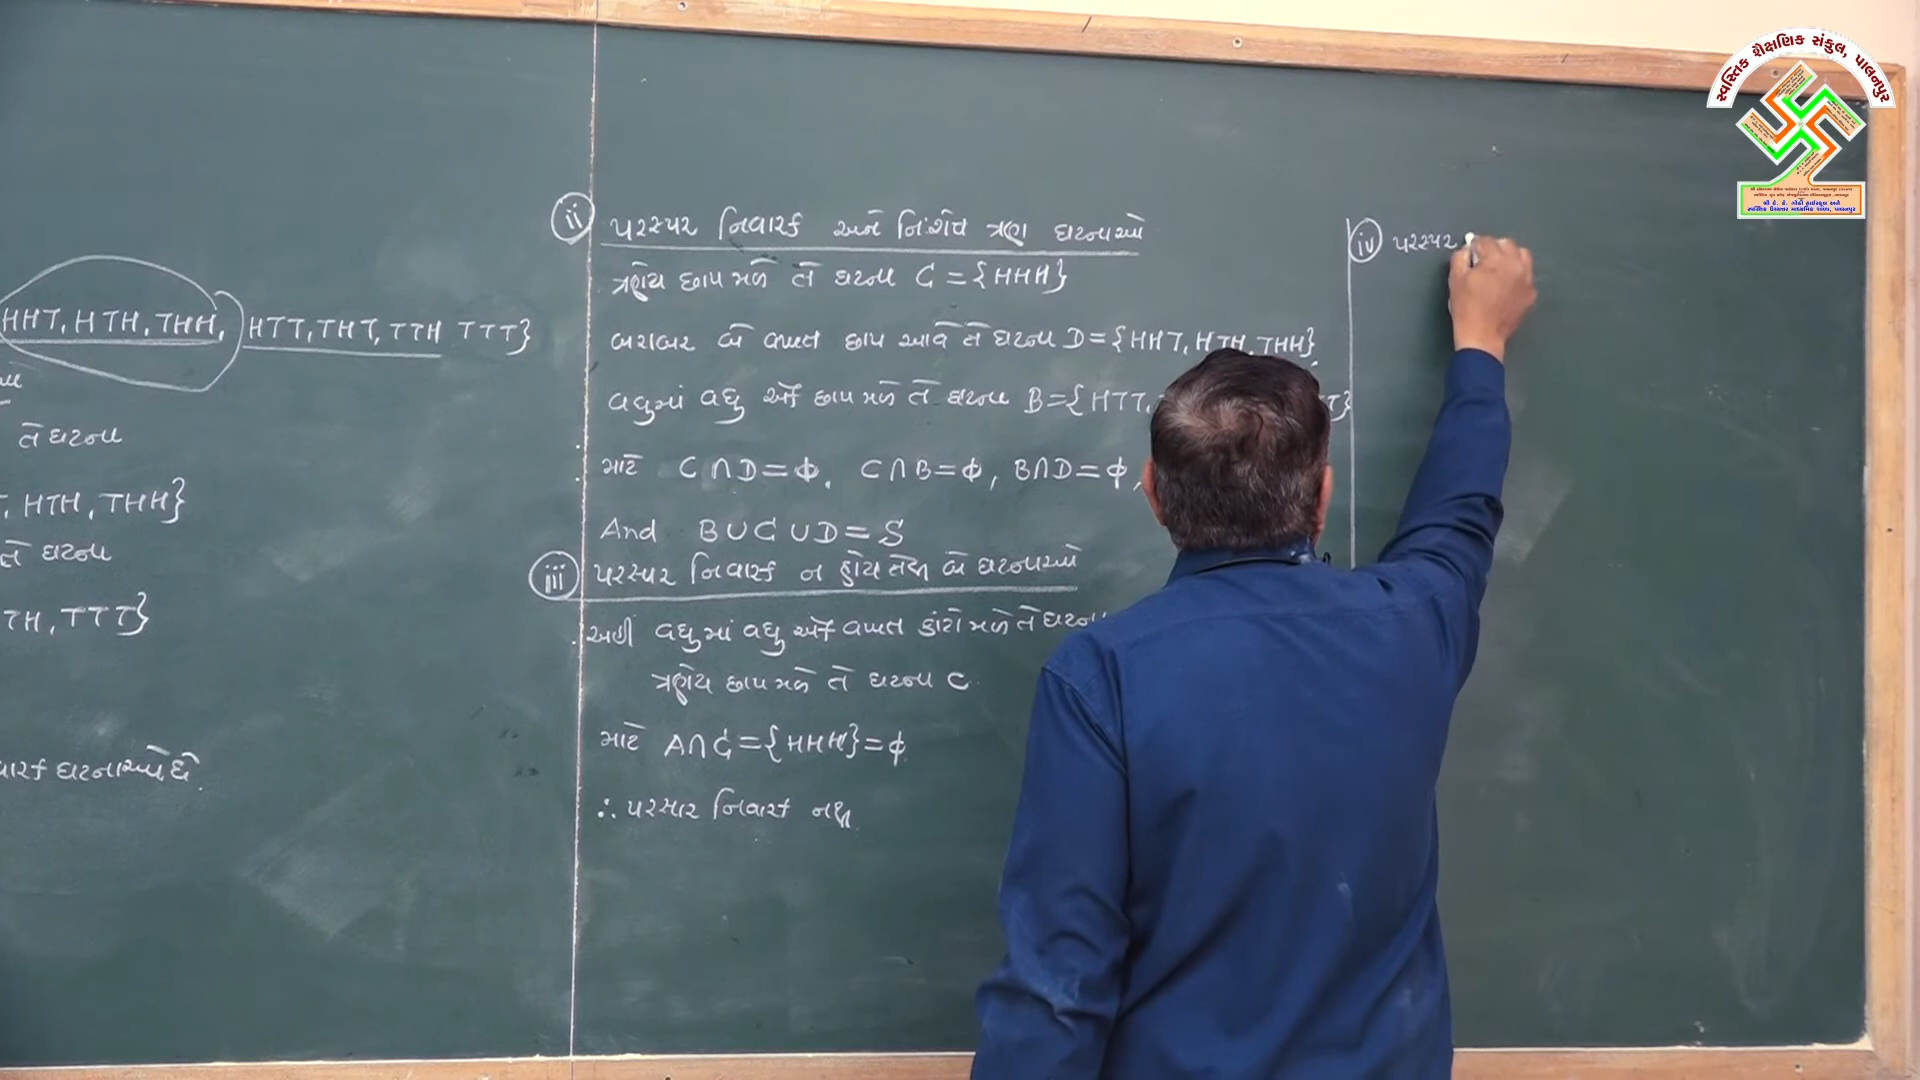 HHT, HTH, THH, HTT, THT, TTH TTT}
તે ઘટના
T, HTH, THH}
તે ઘટના
TH, TTT}
ઘટનાઓ છે.
ii પરસ્પર નિવારક અને નિઃશેષ ત્રણ ઘટનાઓ
ત્રણેય છાપ મળે તે ઘટના C = {HHH}
બરાબર બે વખત છાપ આવે તે ઘટના D = {HHT, HTH, THH}
વધુમાં વધુ એક છાપ મળે તે ઘટના B = {HTT,
માટે C∩D = ϕ, C∩B = ϕ, B∩D = ϕ,
And B∪C∪D = S
iii પરસ્પર નિવારક ન હોય તેવી બે ઘટનાઓ
અહીં વધુમાં વધુ એક વખત કાંટો મળે તે ઘટના
ત્રણેય છાપ મળે તે ઘટના C
માટે A∩C = {HHH} = ϕ
∴ પરસ્પર નિવારક નથી
iv પરસ્પર
સ્વસ્તિક શૈક્ષણિક સંકુલ, પાલનપુર